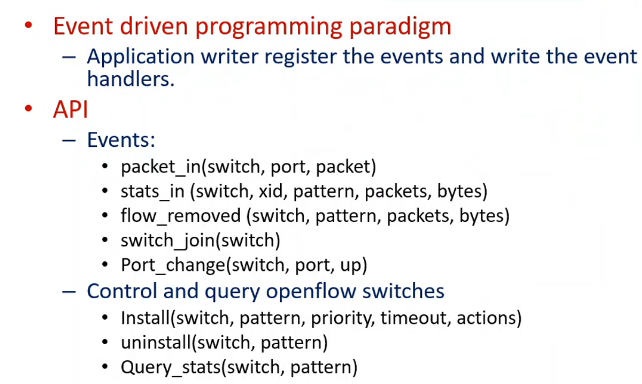 • Event driven programming paradigm
– Application writer register the events and write the event
handlers.
• API
– Events:
• packet_in(switch, port, packet)
• stats_in (switch, xid, pattern, packets, bytes)
• flow_removed (switch, pattern, packets, bytes)
• switch_join(switch)
• Port_change(switch, port, up)
– Control and query openflow switches
• Install(switch, pattern, priority, timeout, actions)
• uninstall(switch, pattern)
• Query_stats(switch, pattern)